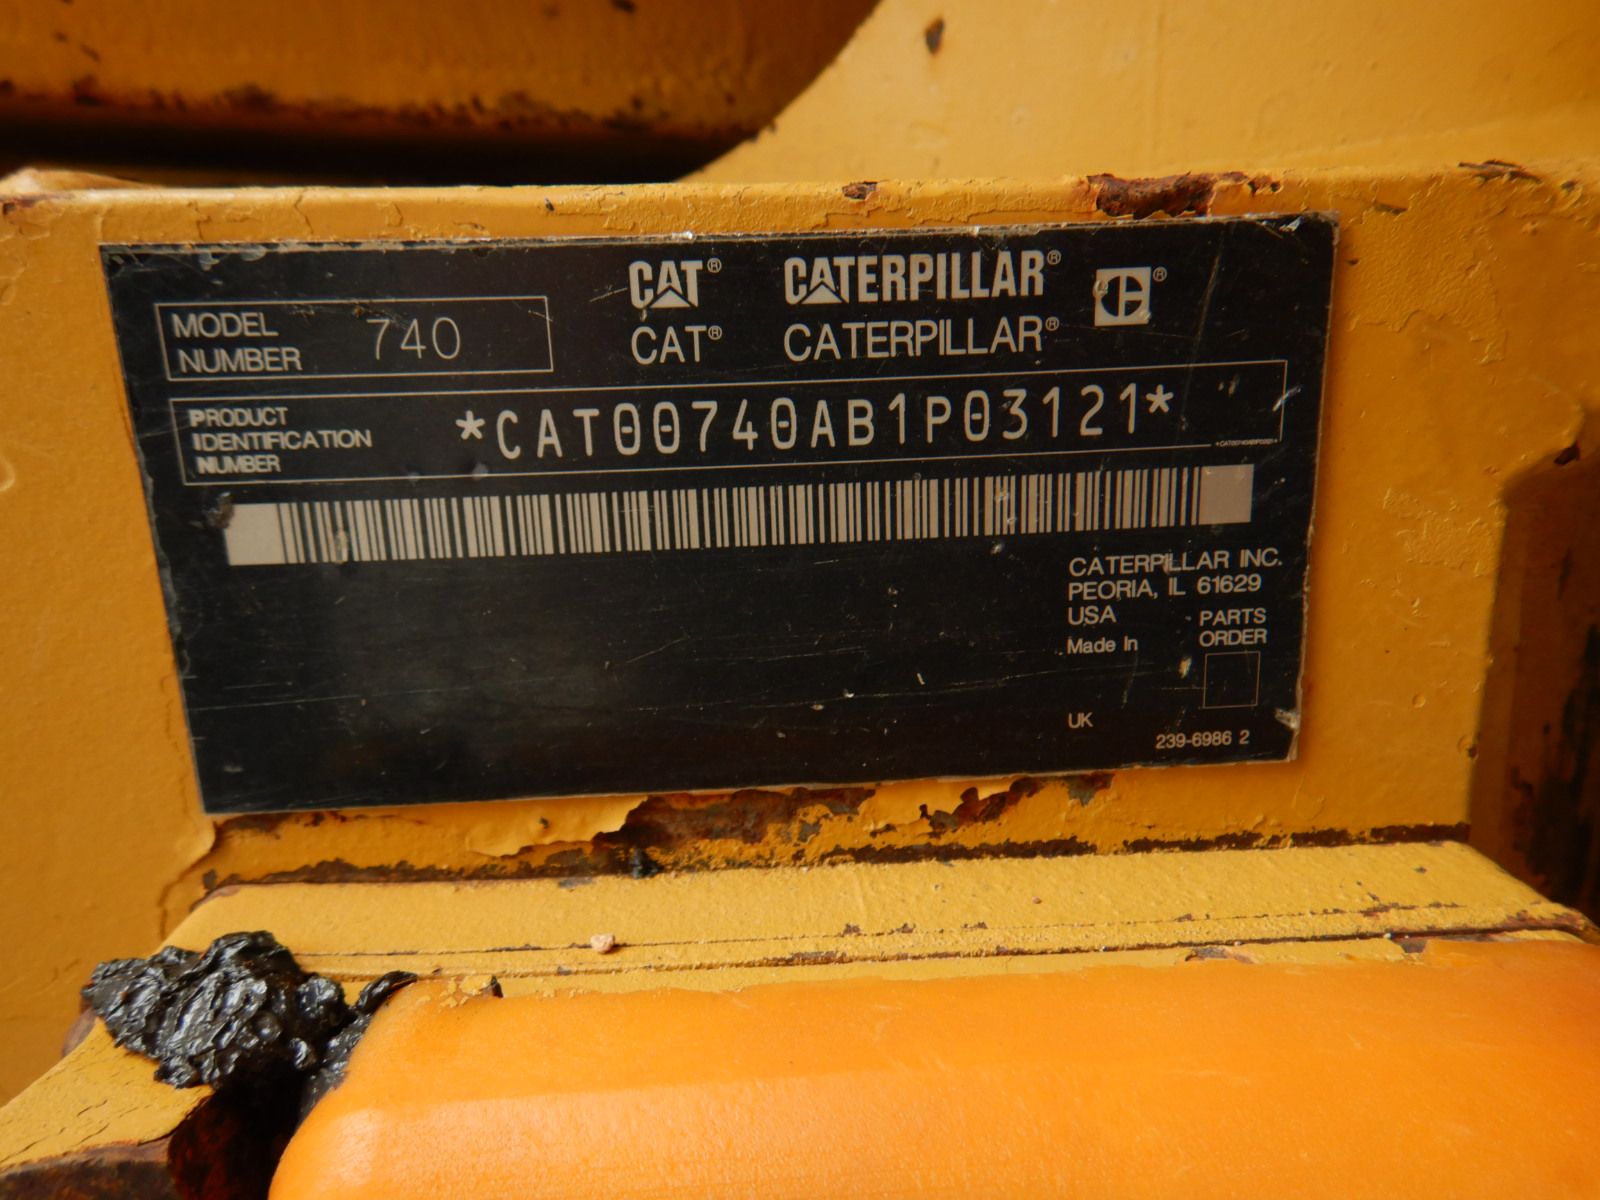 CAT® CATERPILLAR® ®
CAT® CATERPILLAR®
MODEL
NUMBER 740
PRODUCT
IDENTIFICATION
NUMBER
*CAT00740AB1P03121*
*CAT00740AB1P03121*
CATERPILLAR INC.
PEORIA, IL 61629
USA
Made In
PARTS
ORDER
UK
239-6986 2